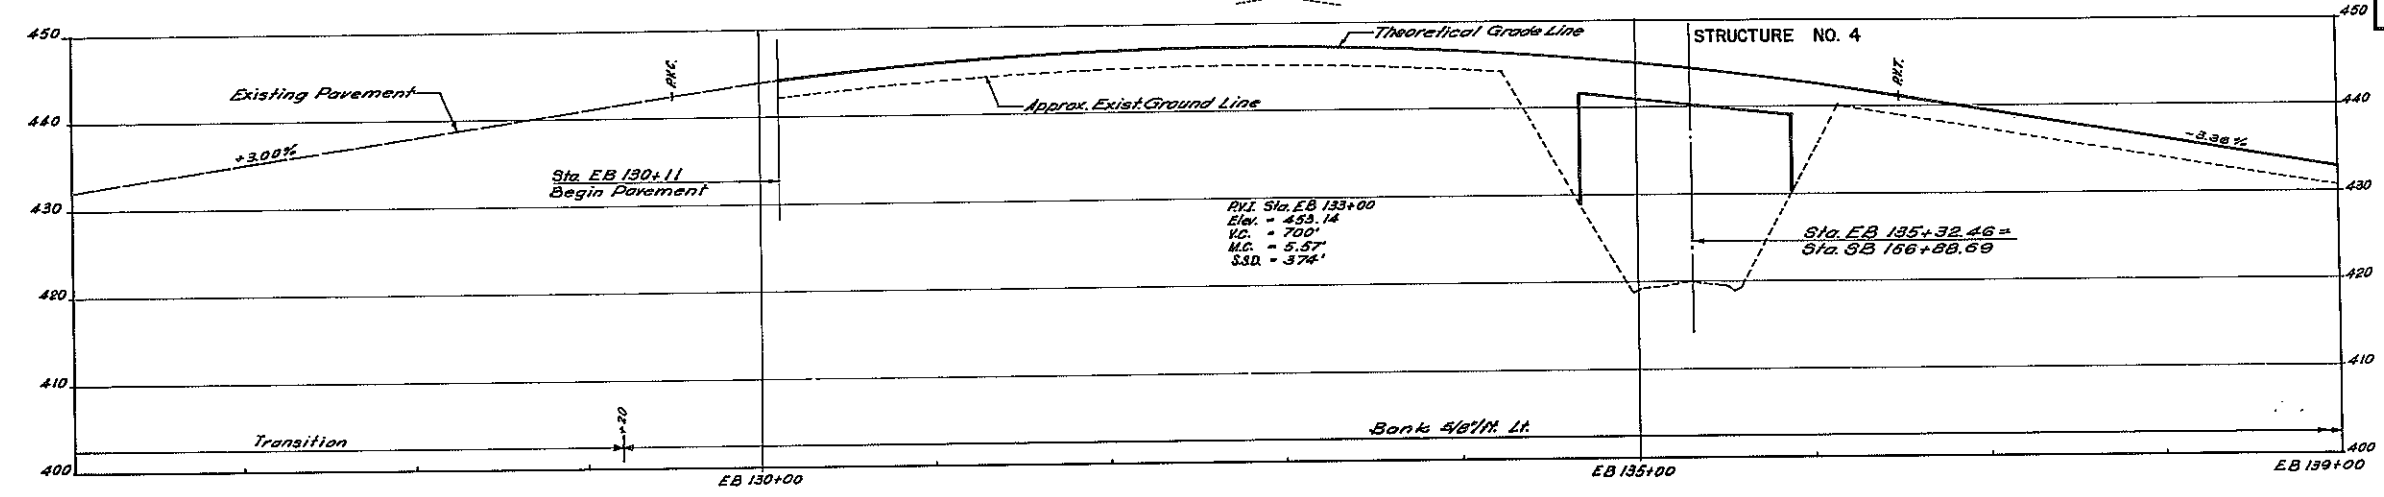 450
450
Theoretical Grade Line
STRUCTURE NO. 4
P.V.C.
P.V.T.
Existing Pavement
Approx. Exist. Ground Line
440
440
+3.00%
-3.36%
Sta. EB 130+11
Begin Pavement
430
430
P.V.I. Sta. EB 133+00
Elev. = 453.14
V.C. = 700'
M.C. = 5.57'
S.S.D. = 374'
Sta. EB 135+32.46 =
Sta. SB 166+88.69
420
420
410
410
+20
Transition
Bank 5/8"/ft. Lt.
400
400
EB 130+00
EB 135+00
EB 139+00